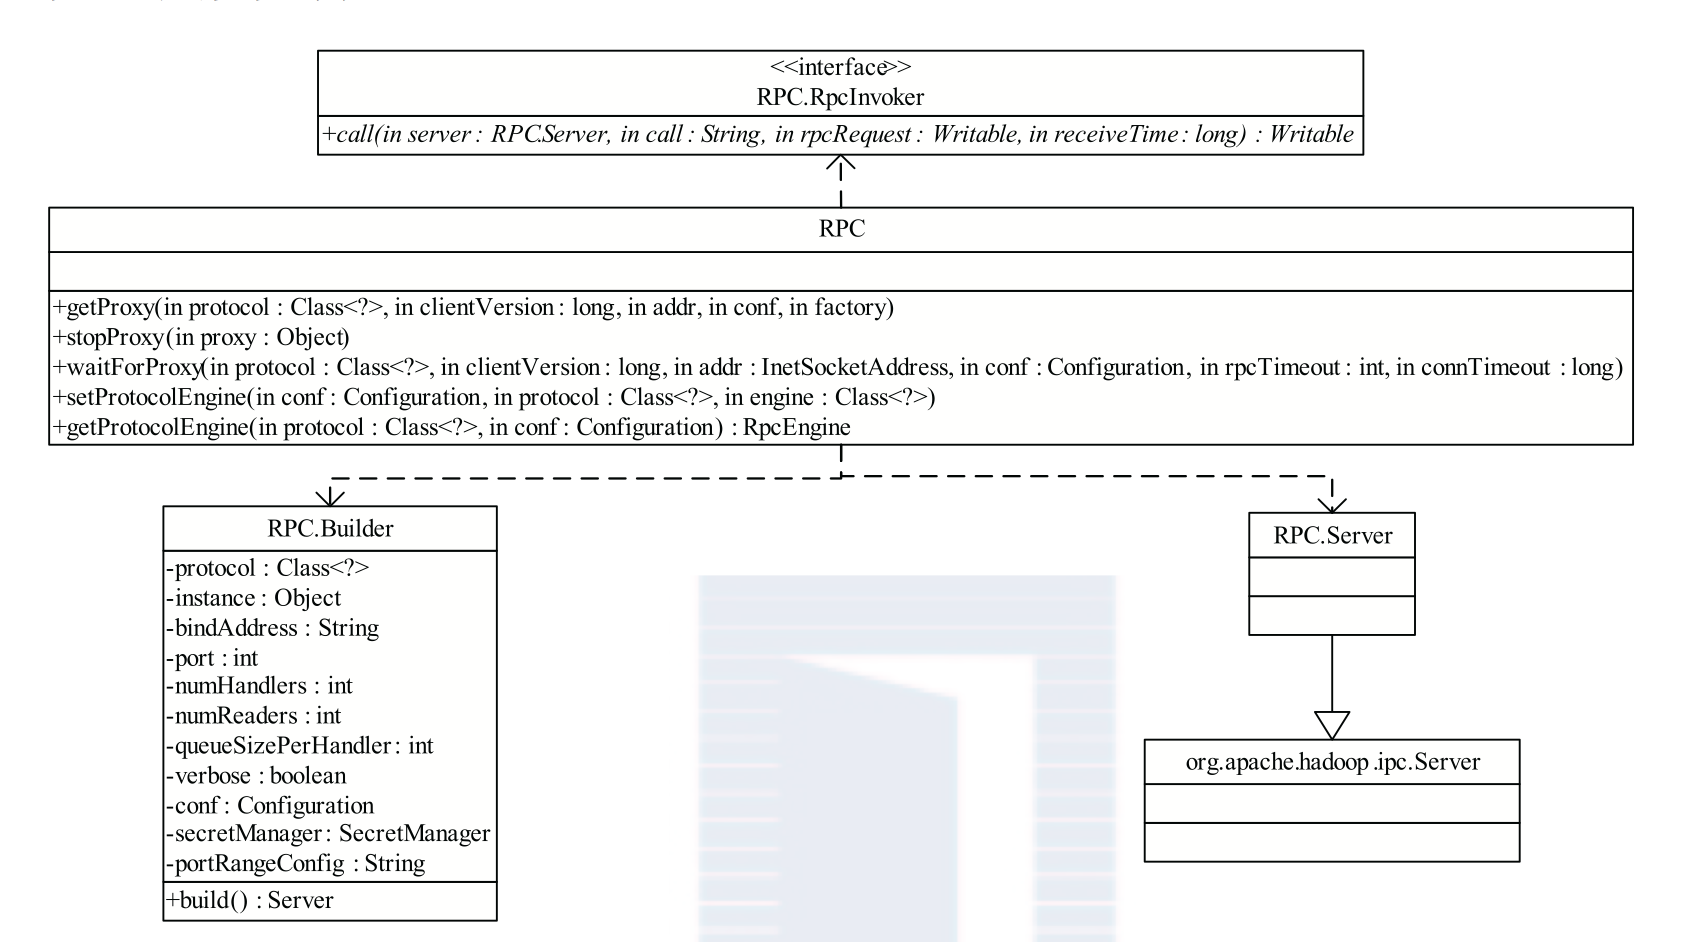 <<interface>>
RPC.RpcInvoker
+call(in server : RPC.Server, in call : String, in rpcRequest : Writable, in receiveTime : long) : Writable
RPC
+getProxy(in protocol : Class<?>, in clientVersion : long, in addr, in conf, in factory)
+stopProxy(in proxy : Object)
+waitForProxy(in protocol : Class<?>, in clientVersion : long, in addr : InetSocketAddress, in conf : Configuration, in rpcTimeout : int, in connTimeout : long)
+setProtocolEngine(in conf : Configuration, in protocol : Class<?>, in engine : Class<?>)
+getProtocolEngine(in protocol : Class<?>, in conf : Configuration) : RpcEngine
RPC.Builder
-protocol : Class<?>
-instance : Object
-bindAddress : String
-port : int
-numHandlers : int
-numReaders : int
-queueSizePerHandler : int
-verbose : boolean
-conf : Configuration
-secretManager : SecretManager
-portRangeConfig : String
+build() : Server
RPC.Server
org.apache.hadoop.ipc.Server